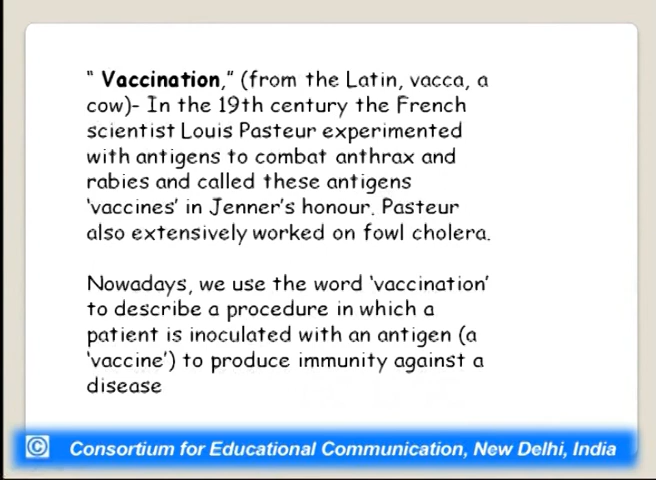 " Vaccination," (from the Latin, vacca, a
cow)- In the 19th century the French
scientist Louis Pasteur experimented
with antigens to combat anthrax and
rabies and called these antigens
'vaccines' in Jenner's honour. Pasteur
also extensively worked on fowl cholera.
Nowadays, we use the word 'vaccination'
to describe a procedure in which a
patient is inoculated with an antigen (a
'vaccine') to produce immunity against a
disease
© Consortium for Educational Communication, New Delhi, India